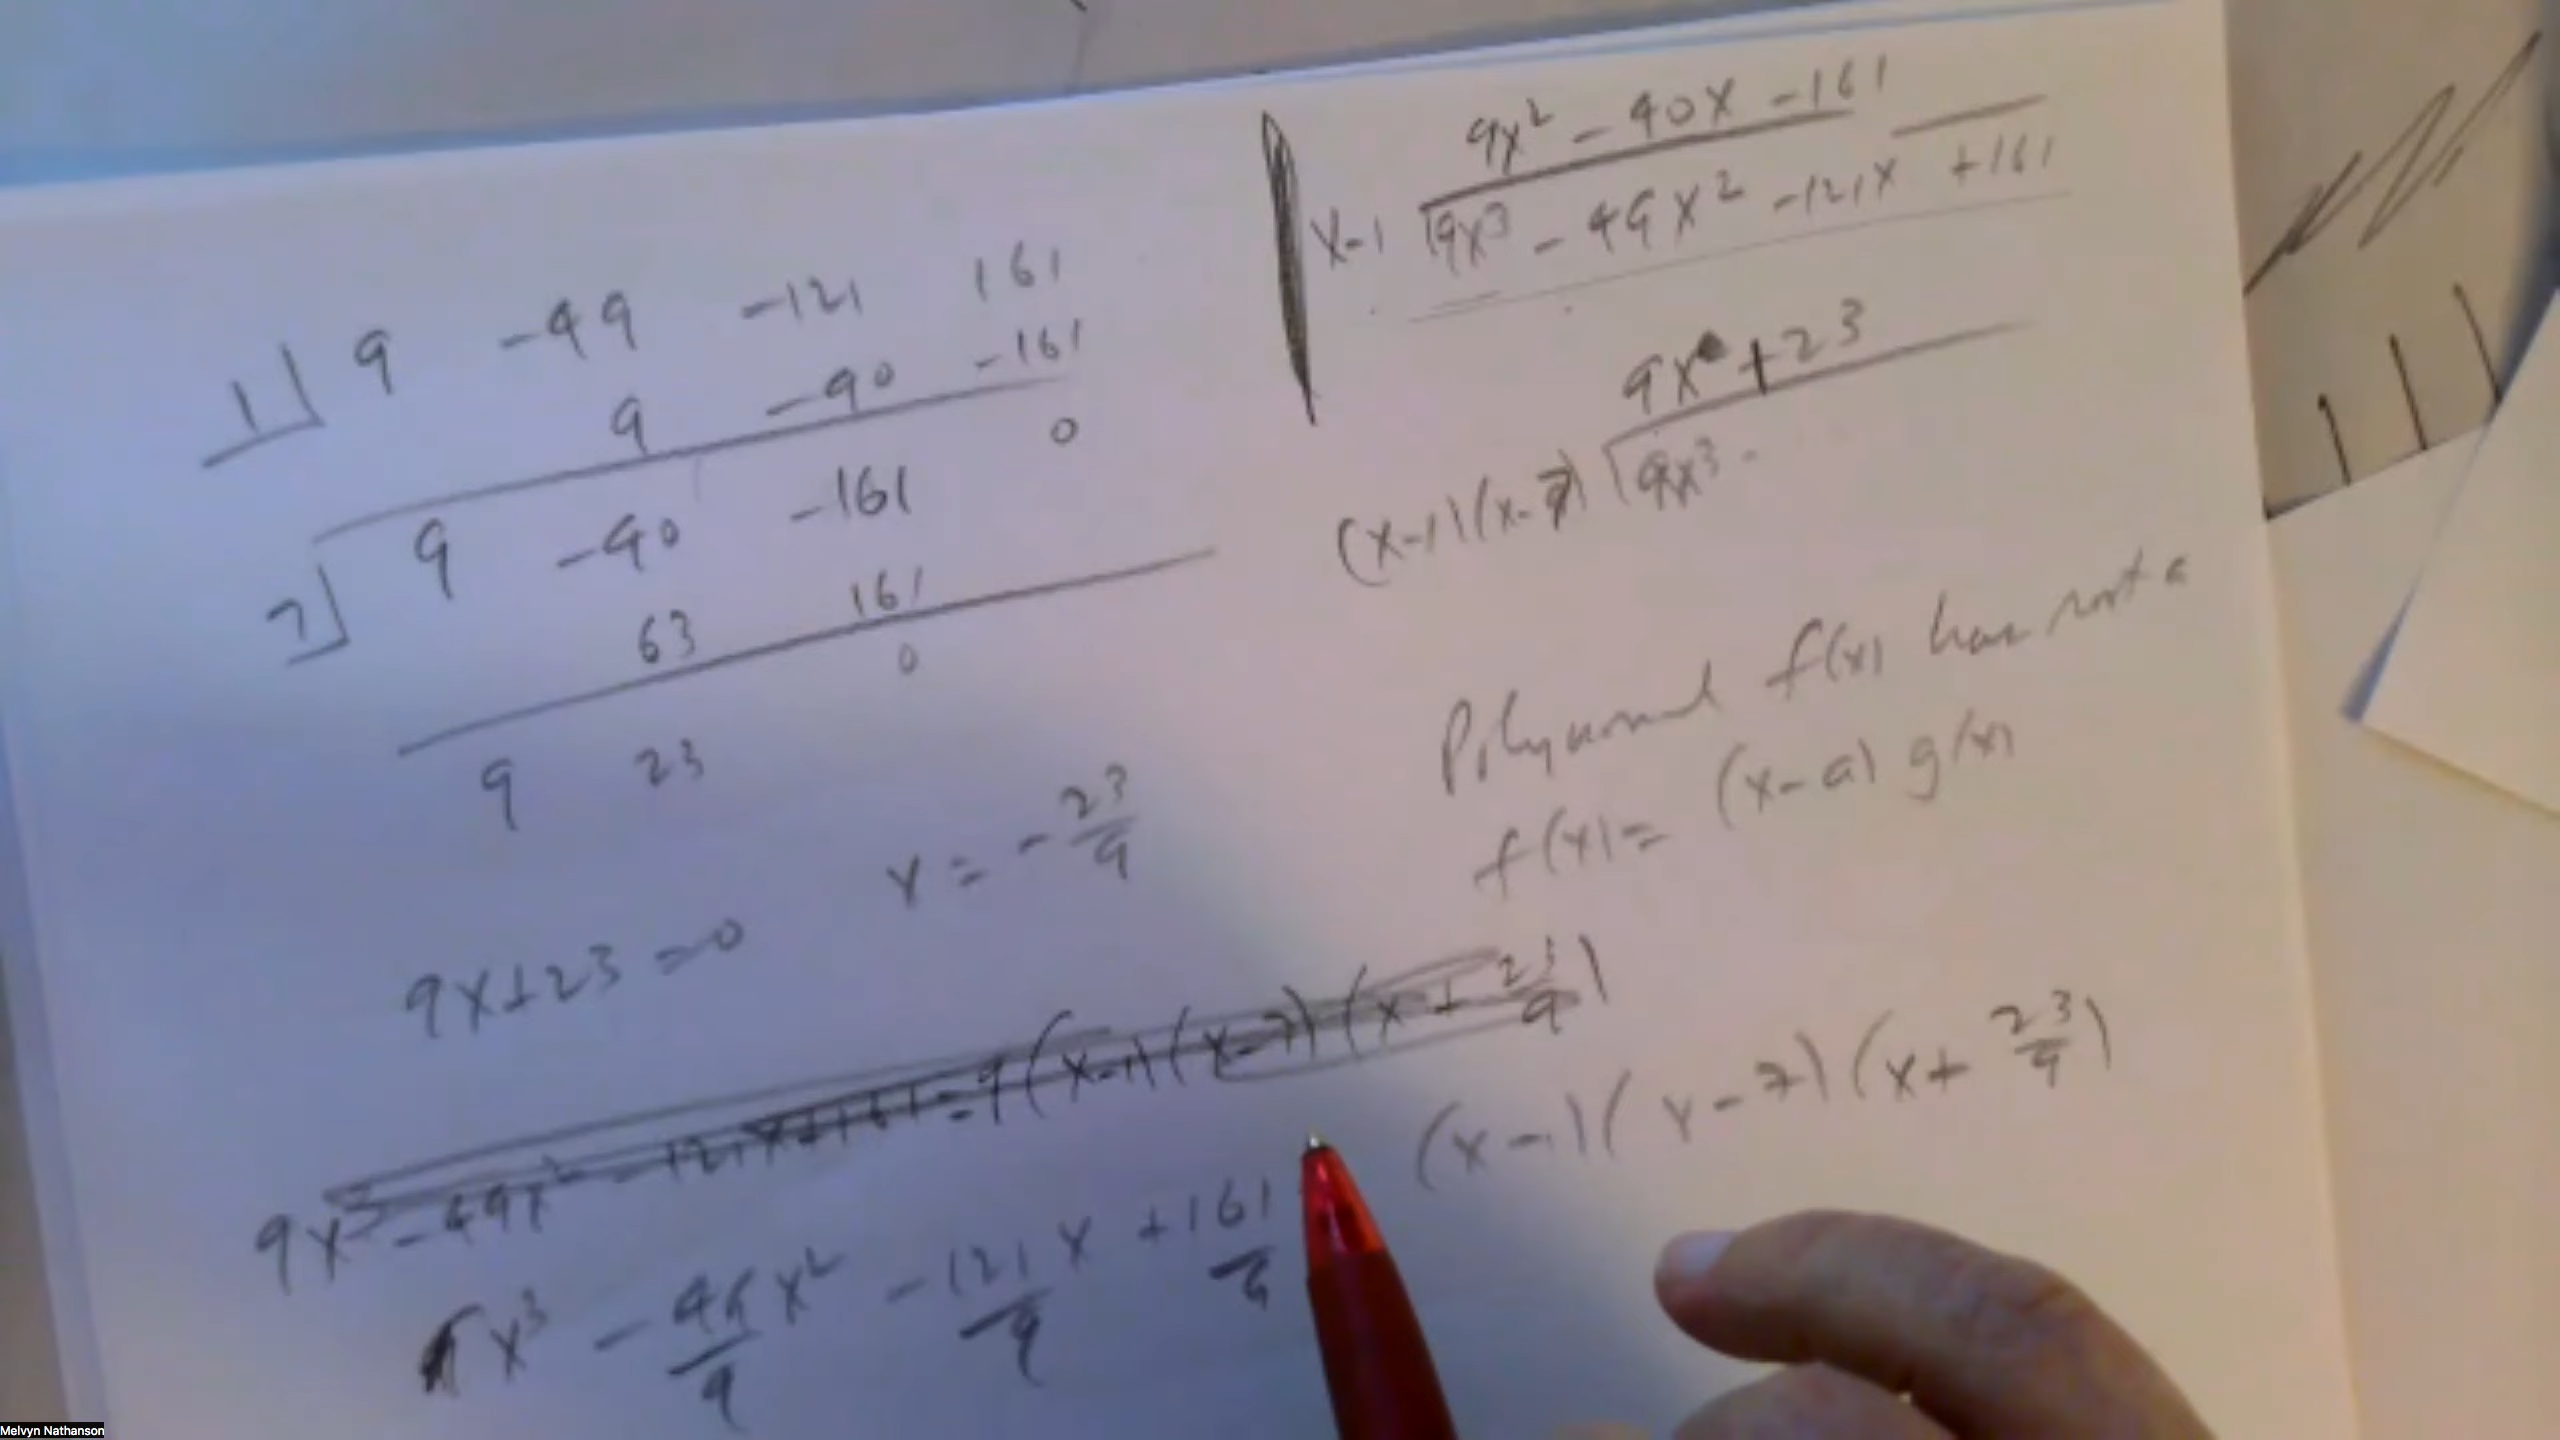 1 | 9 -49 -121 161
9 -40 -161
9 -40 -161 0
7 | 63 161
0
9 23
x = -23/9
9x+23=0
9x³-49x²-121x+161=9(x-1)(x-7)(x+23/9)
x³ - 49/9 x² - 121/9 x + 161/9
(x-1)(x-7)(x+23/9)
9x² - 40x - 161
x-1 9x³ - 49x² - 121x + 161
9x + 23
(x-1)(x-7) 9x³ -
Polynomial f(x) has root a
f(x) = (x-a) g(x)
Melvyn Nathanson